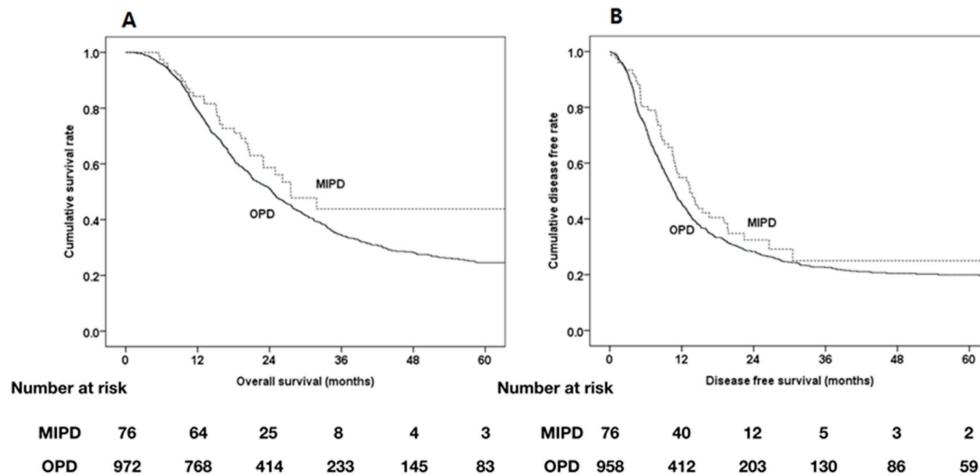 A
Cumulative survival rate
1.0
0.8
0.6
0.4
0.2
0.0
MIPD
OPD
0 12 24 36 48 60
Overall survival (months)
Number at risk
MIPD 76 64 25 8 4 3
OPD 972 768 414 233 145 83
B
Cumulative disease free rate
1.0
0.8
0.6
0.4
0.2
0.0
MIPD
OPD
0 12 24 36 48 60
Disease free survival (months)
Number at risk
MIPD 76 40 12 5 3 2
OPD 958 412 203 130 86 59